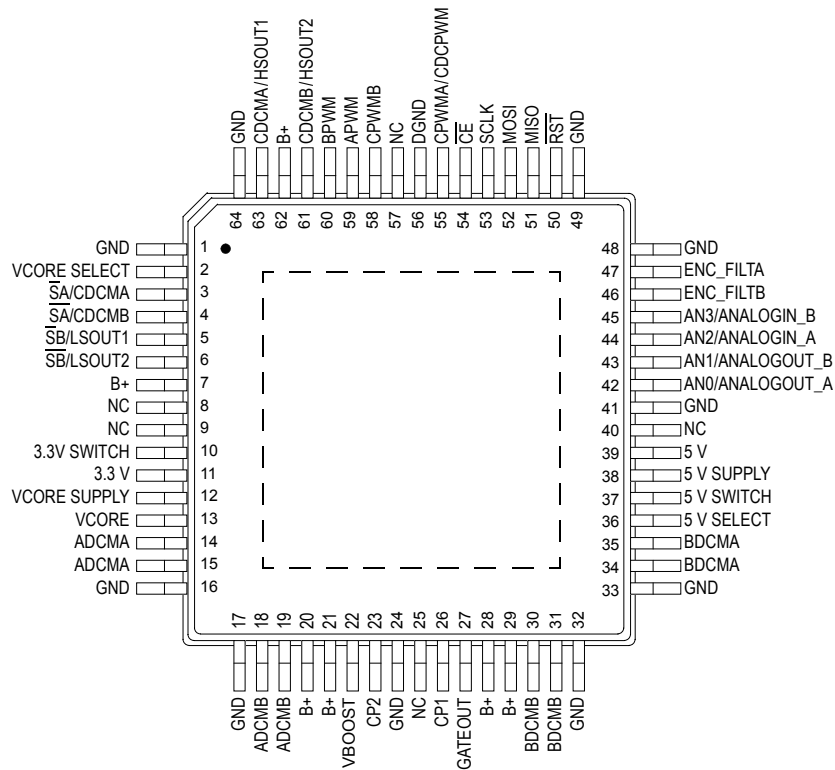 GND
CDCMA/HSOUT1
B+
CDCMB/HSOUT2
BPWM
APWM
CPWMB
NC
DGND
CPWMA/CDCPWM
CE
SCLK
MOSI
MISO
RST
GND
64
63
62
61
60
59
58
57
56
55
54
53
52
51
50
49
GND 1
VCORE SELECT 2
SA/CDCMA 3
SA/CDCMB 4
SB/LSOUT1 5
SB/LSOUT2 6
B+ 7
NC 8
NC 9
3.3V SWITCH 10
3.3 V 11
VCORE SUPPLY 12
VCORE 13
ADCMA 14
ADCMA 15
GND 16
48 GND
47 ENC_FILTA
46 ENC_FILTB
45 AN3/ANALOGIN_B
44 AN2/ANALOGIN_A
43 AN1/ANALOGOUT_B
42 AN0/ANALOGOUT_A
41 GND
40 NC
39 5 V
38 5 V SUPPLY
37 5 V SWITCH
36 5 V SELECT
35 BDCMA
34 BDCMA
33 GND
17
18
19
20
21
22
23
24
25
26
27
28
29
30
31
32
GND
ADCMB
ADCMB
B+
B+
VBOOST
CP2
GND
NC
CP1
GATEOUT
B+
B+
BDCMB
BDCMB
GND